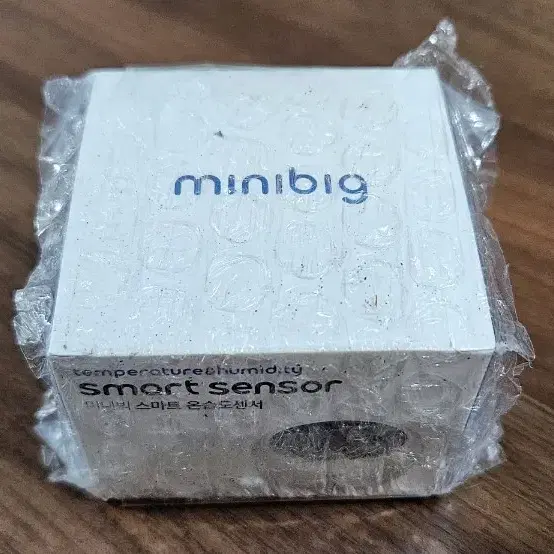 minibig
temperature&humidity
smart sensor
미니빅 스마트 온습도센서